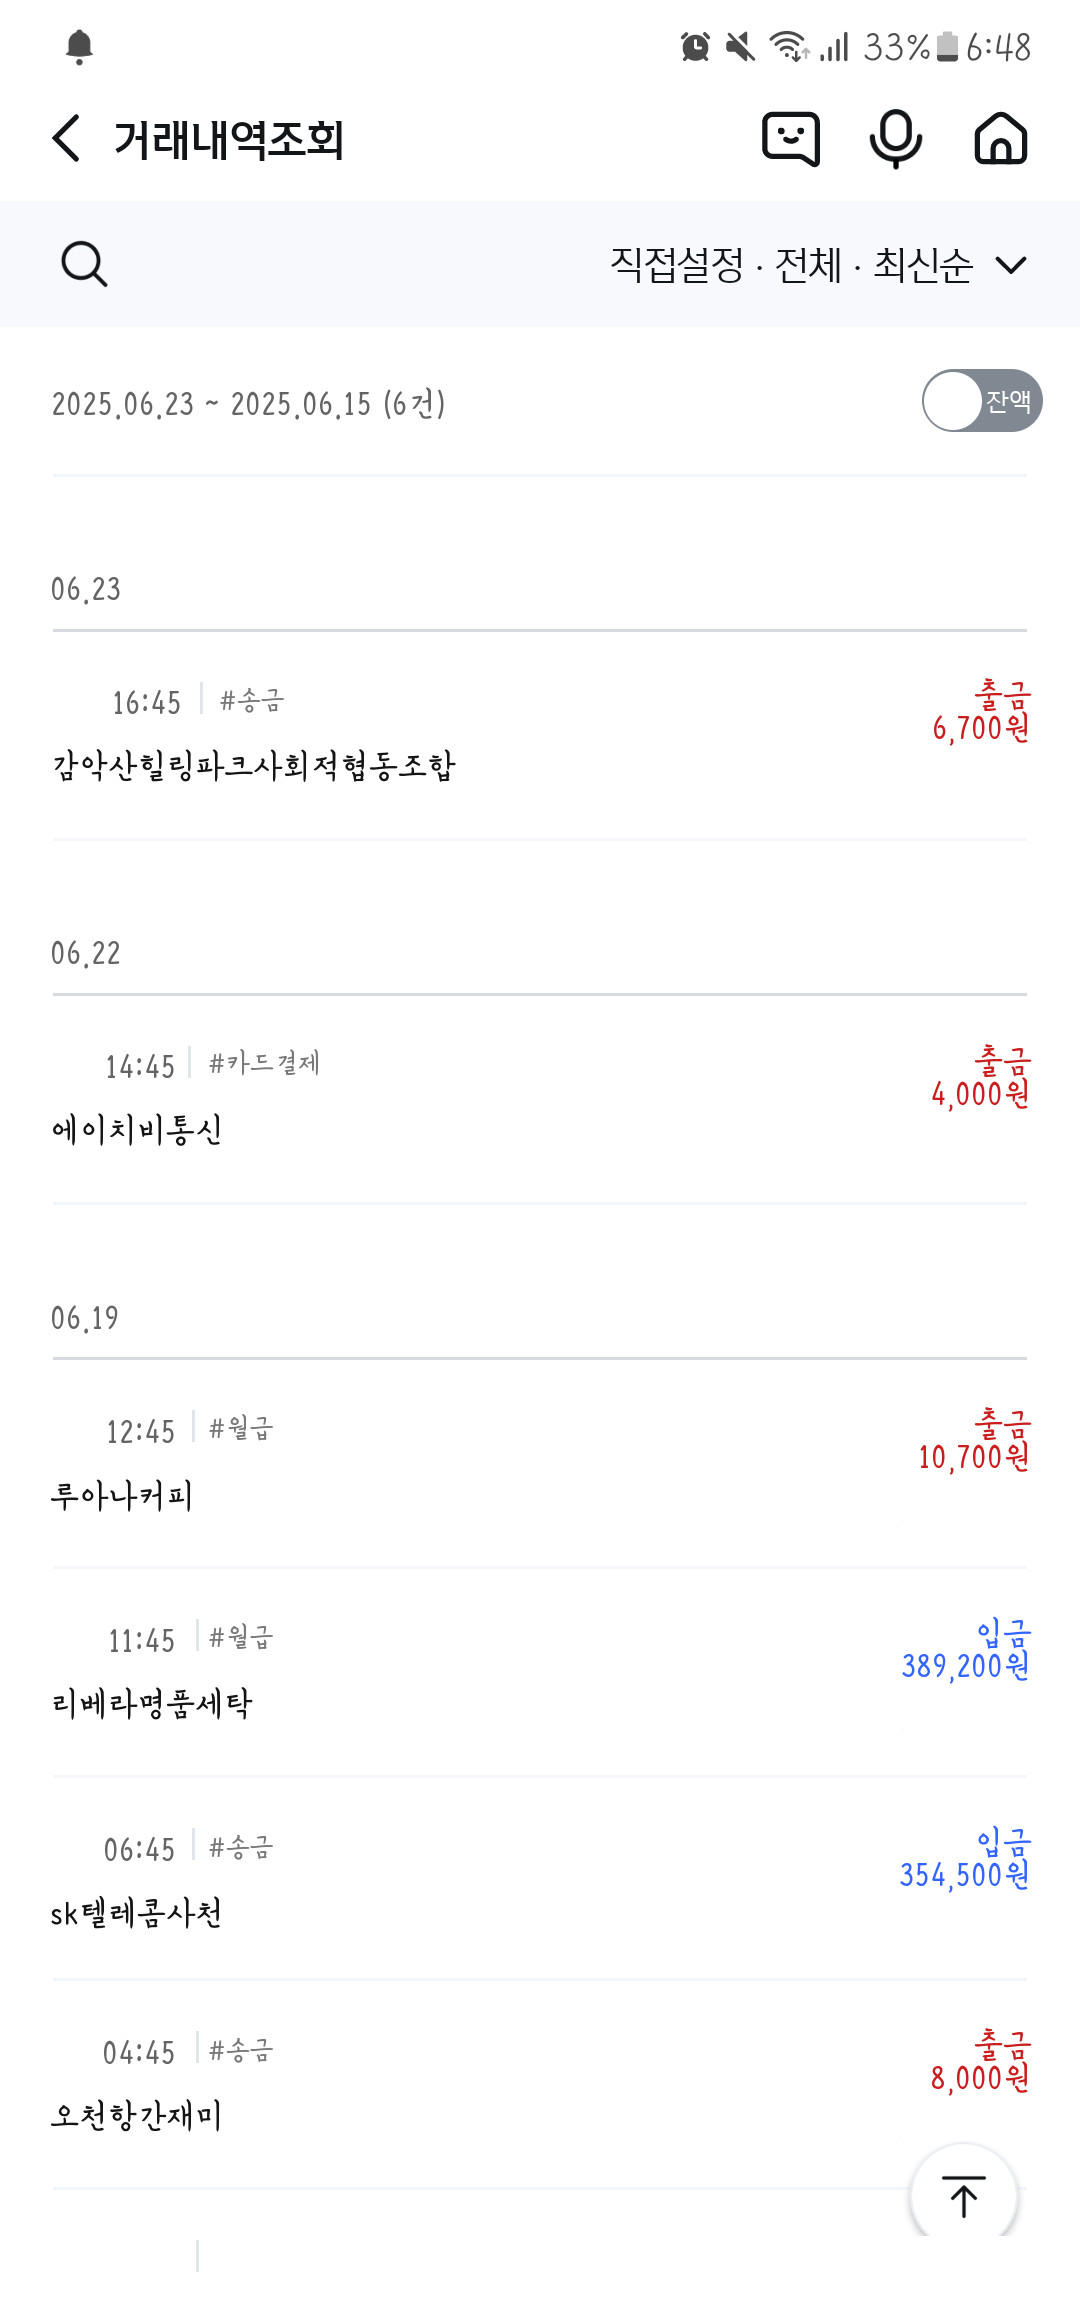 33% 6:48
거래내역조회
직접설정 · 전체 · 최신순
2025.06.23 ~ 2025.06.15 (6건)
잔액
06.23
16:45 #송금
출금
6,700원
감악산힐링파크사회적협동조합
06.22
14:45 #카드결제
출금
4,000원
에이치비통신
06.19
12:45 #월급
출금
10,700원
루아나커피
11:45 #월급
입금
389,200원
리베라명품세탁
06:45 #송금
입금
354,500원
sk텔레콤사천
04:45 #송금
출금
8,000원
오천항간재미